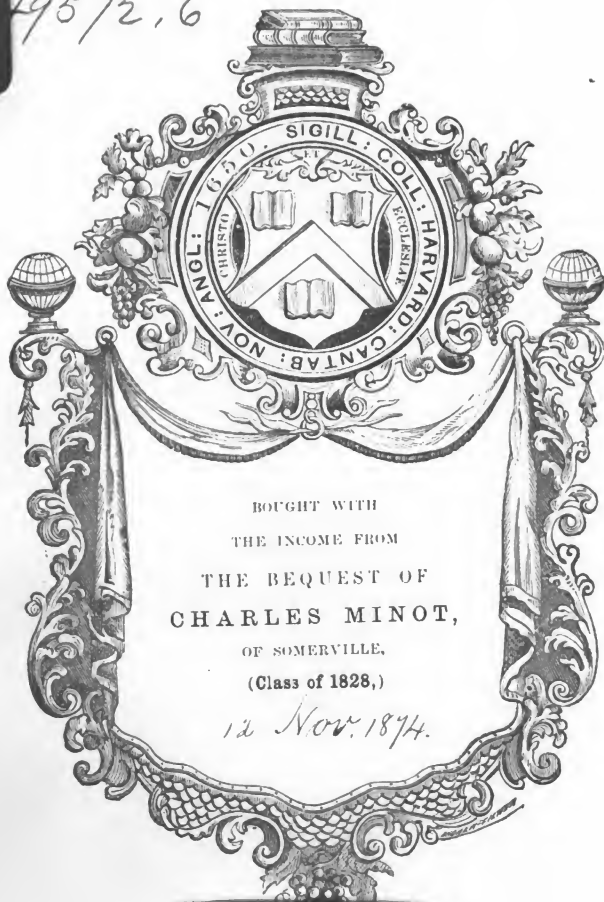 495/2.6
SIGILL: COLL: HARVARD: CANTAB: NOV: ANGL: 1650.
ET
CHRISTO
ECCLESIAE
BOUGHT WITH
THE INCOME FROM
THE BEQUEST OF
CHARLES MINOT,
OF SOMERVILLE,
(Class of 1828,)
12 Nov. 1874.